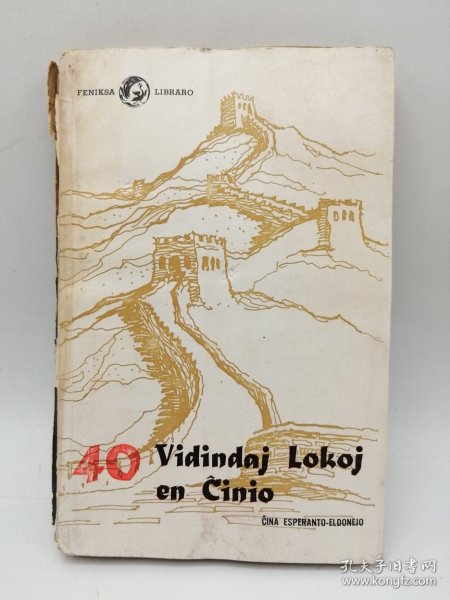 FENIKSA LIBRARO
40 Vidindaj Lokoj
en Ĉinio
ĈINA ESPERANTO-ELDONEJO
孔夫子旧书网
www.kongfz.com